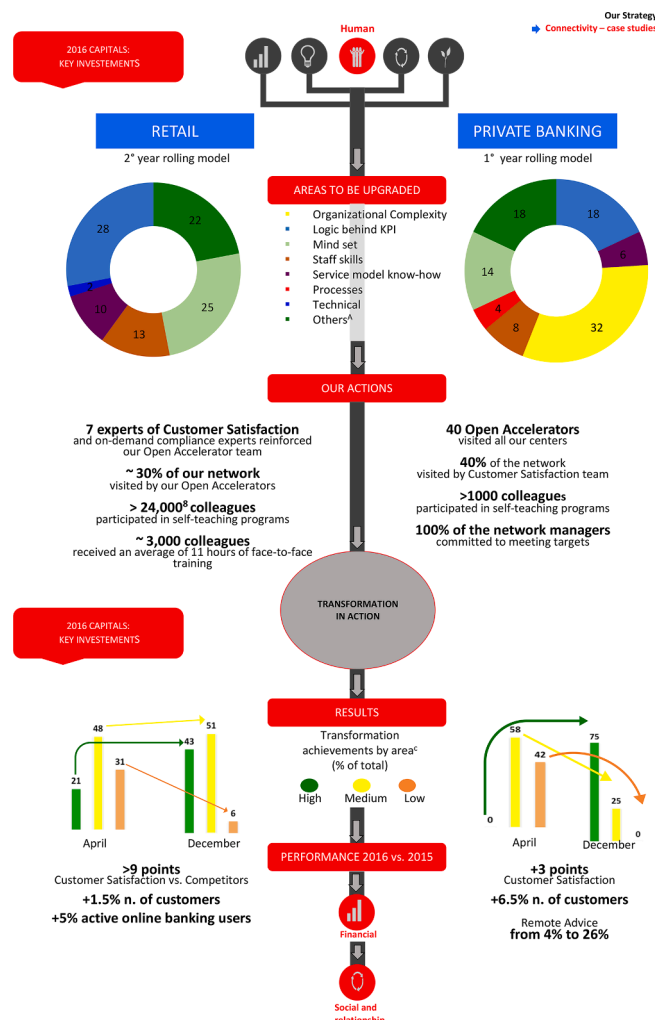 Our Strategy
Connectivity – case studies
Human
2016 CAPITALS:
KEY INVESTEMENTS
RETAIL
2° year rolling model
PRIVATE BANKING
1° year rolling model
AREAS TO BE UPGRADED
Organizational Complexity
Logic behind KPI
Mind set
Staff skills
Service model know-how
Processes
Technical
Others^
22
25
13
10
2
28
18
6
32
8
4
14
18
OUR ACTIONS
7 experts of Customer Satisfaction
and on-demand compliance experts reinforced
our Open Accelerator team
~ 30% of our network
visited by our Open Accelerators
> 24,000⁸ colleagues
participated in self-teaching programs
~ 3,000 colleagues
received an average of 11 hours of face-to-face
training
40 Open Accelerators
visited all our centers
40% of the network
visited by Customer Satisfaction team
>1000 colleagues
participated in self-teaching programs
100% of the network managers
committed to meeting targets
TRANSFORMATION
IN ACTION
2016 CAPITALS:
KEY INVESTEMENTS
RESULTS
Transformation
achievements by areaᶜ
(% of total)
High Medium Low
21
48
31
43
51
6
April December
0
58
42
75
25
0
April December
PERFORMANCE 2016 vs. 2015
>9 points
Customer Satisfaction vs. Competitors
+1.5% n. of customers
+5% active online banking users
+3 points
Customer Satisfaction
+6.5% n. of customers
Remote Advice
from 4% to 26%
Financial
Social and
relationship